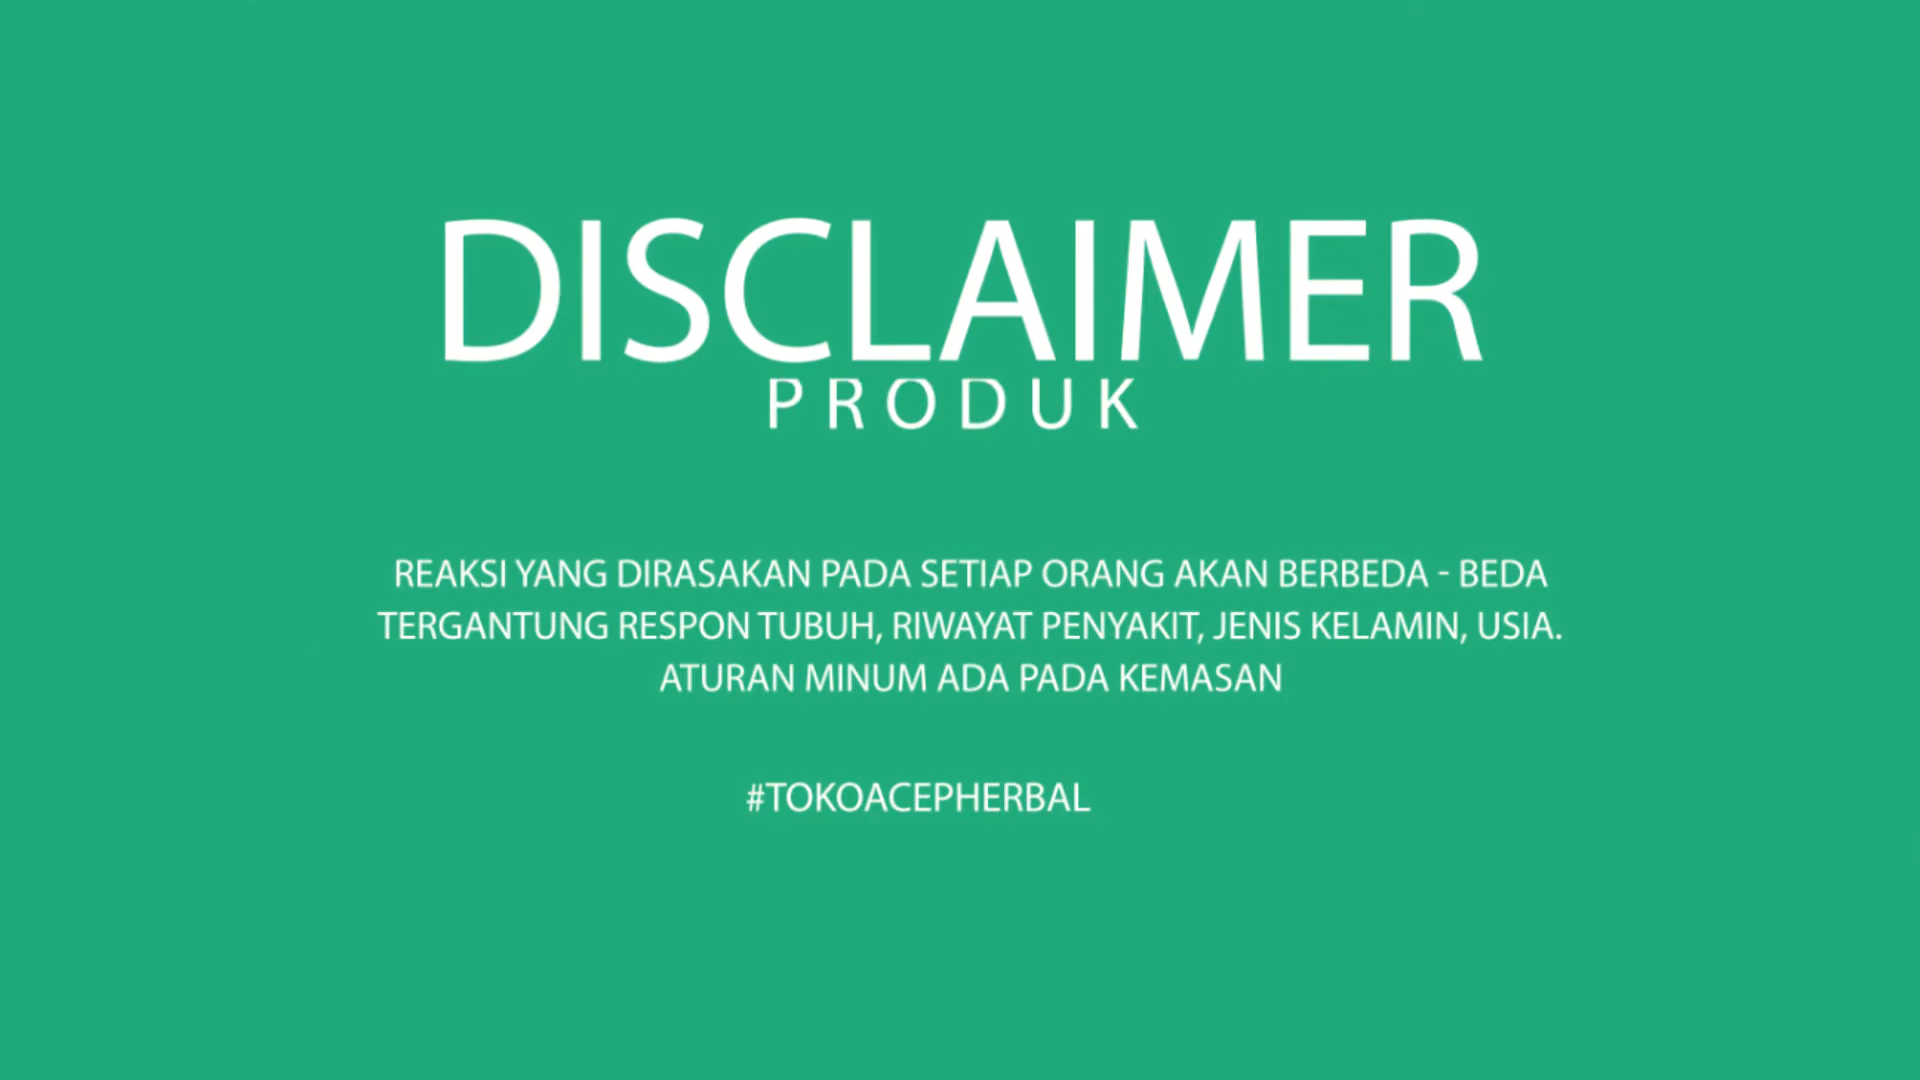 DISCLAIMER
PRODUK
REAKSI YANG DIRASAKAN PADA SETIAP ORANG AKAN BERBEDA - BEDA
TERGANTUNG RESPON TUBUH, RIWAYAT PENYAKIT, JENIS KELAMIN, USIA.
ATURAN MINUM ADA PADA KEMASAN
#TOKOACEPHERBAL